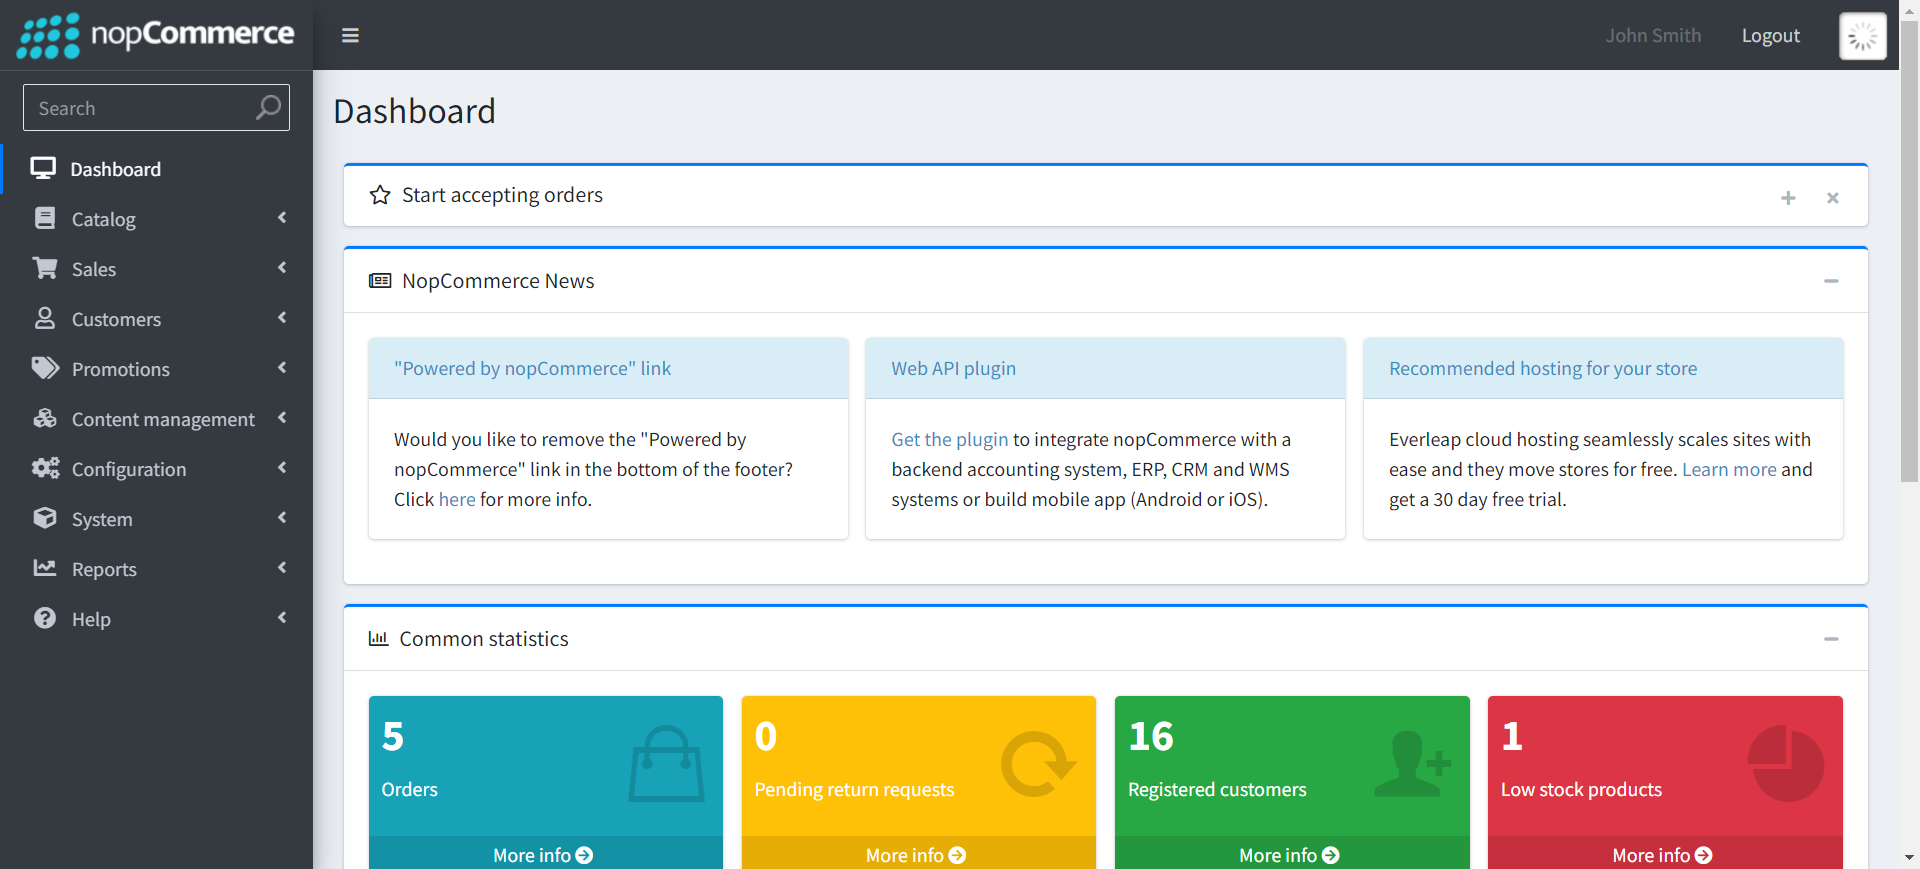 nopCommerce
John Smith
Logout
Search
Dashboard
Catalog
Sales
Customers
Promotions
Content management
Configuration
System
Reports
Help
Dashboard
Start accepting orders
NopCommerce News
"Powered by nopCommerce" link
Would you like to remove the "Powered by
nopCommerce" link in the bottom of the footer?
Click here for more info.
Web API plugin
Get the plugin to integrate nopCommerce with a
backend accounting system, ERP, CRM and WMS
systems or build mobile app (Android or iOS).
Recommended hosting for your store
Everleap cloud hosting seamlessly scales sites with
ease and they move stores for free. Learn more and
get a 30 day free trial.
Common statistics
5
Orders
More info
0
Pending return requests
More info
16
Registered customers
More info
1
Low stock products
More info